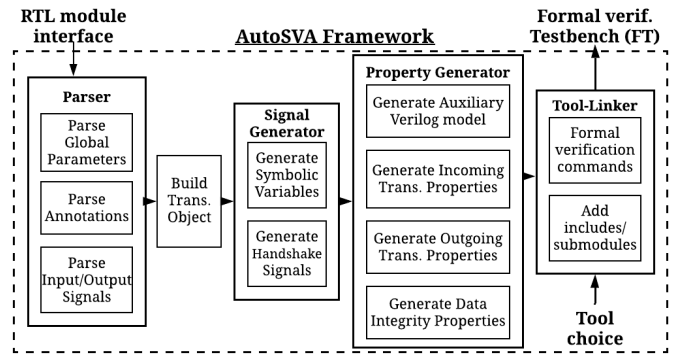 RTL module
interface
AutoSVA Framework
Formal verif.
Testbench (FT)
Parser
Parse
Global
Parameters
Parse
Annotations
Parse
Input/Output
Signals
Build
Trans.
Object
Signal
Generator
Generate
Symbolic
Variables
Generate
Handshake
Signals
Property Generator
Generate Auxiliary
Verilog model
Generate Incoming
Trans. Properties
Generate Outgoing
Trans. Properties
Generate Data
Integrity Properties
Tool-Linker
Formal
verification
commands
Add
includes/
submodules
Tool
choice